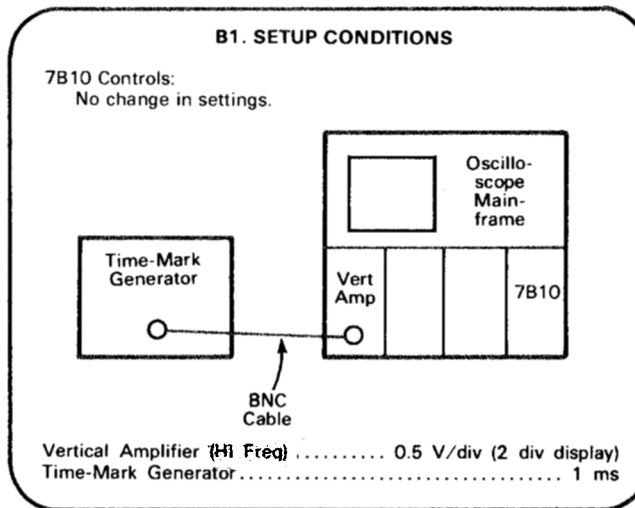 B1. SETUP CONDITIONS
7B10 Controls:
No change in settings.
Oscillo-
scope
Main-
frame
Time-Mark
Generator
Vert
Amp
7B10
BNC
Cable
Vertical Amplifier (Hi Freq) .......... 0.5 V/div (2 div display)
Time-Mark Generator.................................. 1 ms